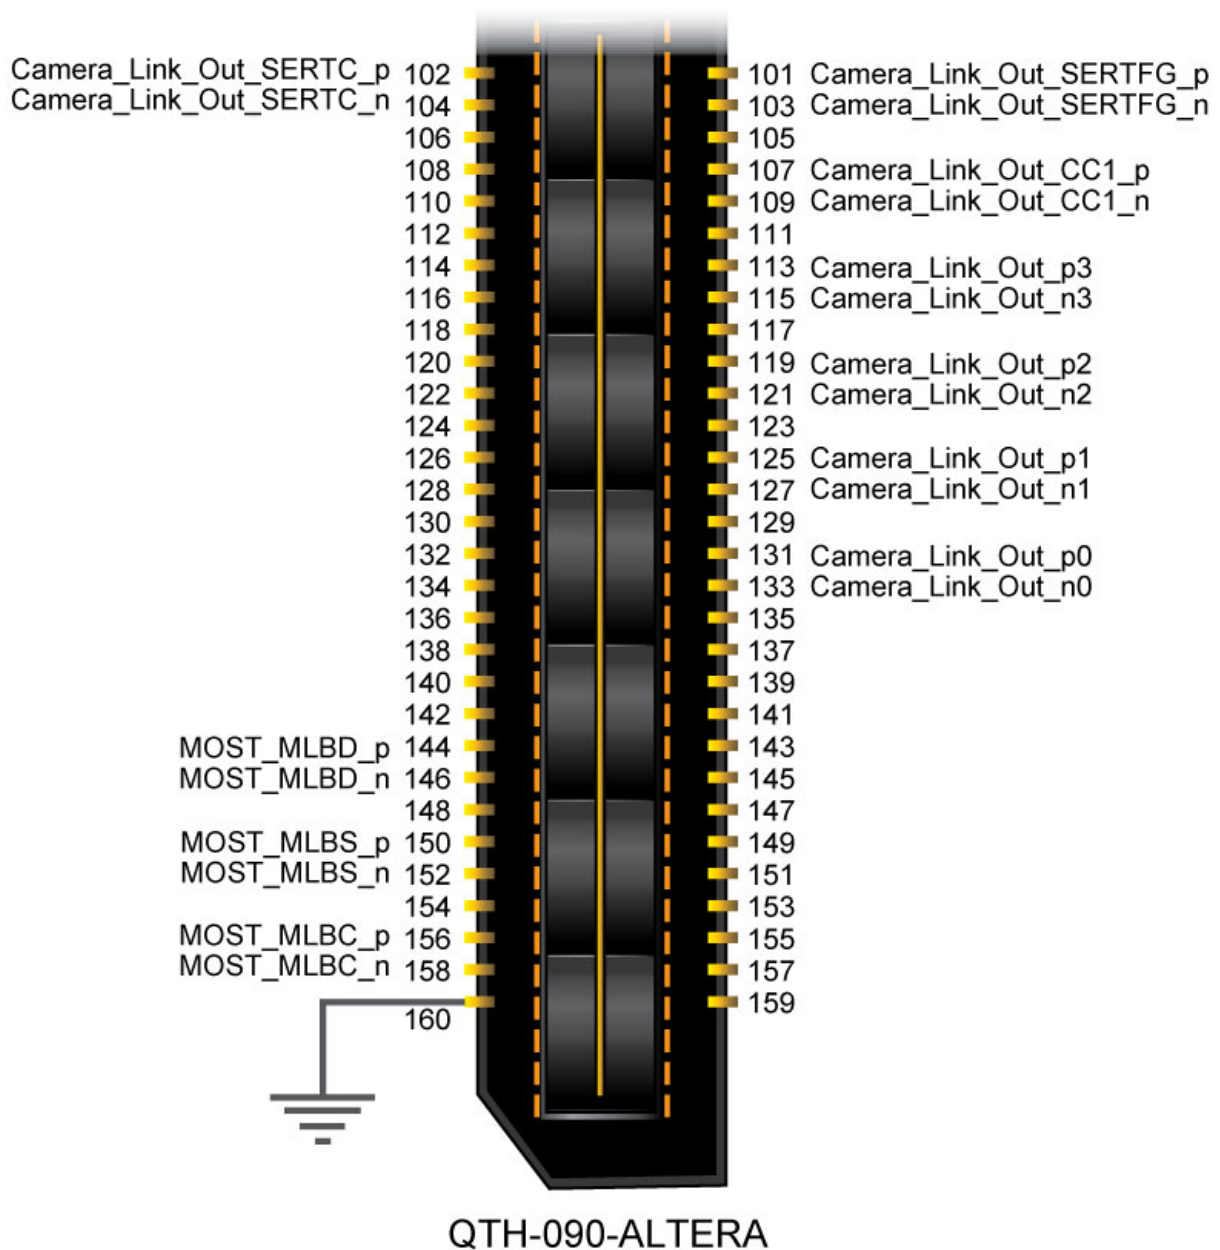 Camera_Link_Out_SERTC_p 102 101 Camera_Link_Out_SERTFG_p
Camera_Link_Out_SERTC_n 104 103 Camera_Link_Out_SERTFG_n
106 105
108 107 Camera_Link_Out_CC1_p
110 109 Camera_Link_Out_CC1_n
112 111
114 113 Camera_Link_Out_p3
116 115 Camera_Link_Out_n3
118 117
120 119 Camera_Link_Out_p2
122 121 Camera_Link_Out_n2
124 123
126 125 Camera_Link_Out_p1
128 127 Camera_Link_Out_n1
130 129
132 131 Camera_Link_Out_p0
134 133 Camera_Link_Out_n0
136 135
138 137
140 139
142 141
MOST_MLBD_p 144 143
MOST_MLBD_n 146 145
148 147
MOST_MLBS_p 150 149
MOST_MLBS_n 152 151
154 153
MOST_MLBC_p 156 155
MOST_MLBC_n 158 157
160 159
QTH-090-ALTERA